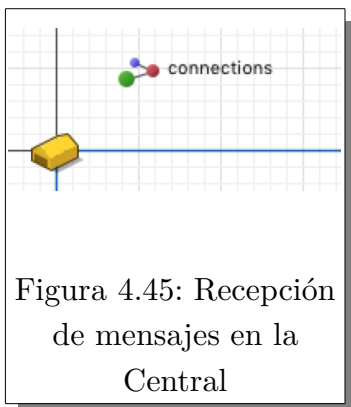 connections
Figura 4.45: Recepción
de mensajes en la
Central